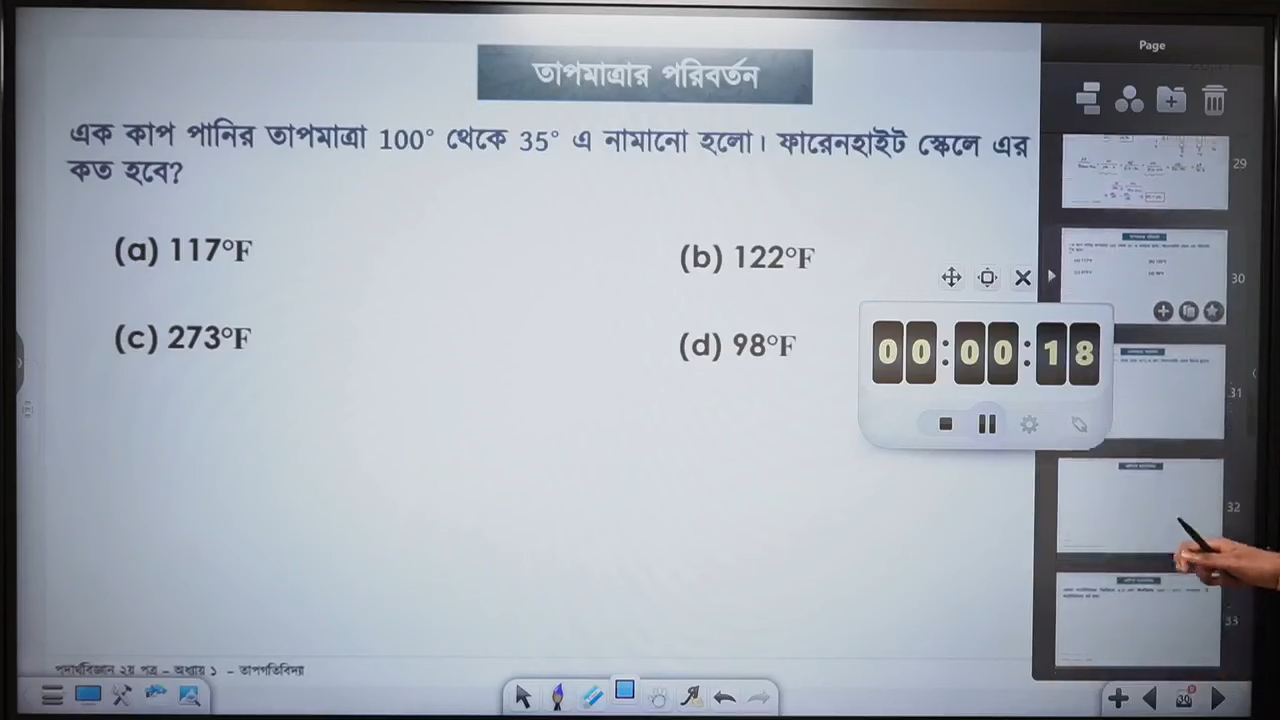 Page
তাপমাত্রার পরিবর্তন
এক কাপ পানির তাপমাত্রা 100° থেকে 35° এ নামানো হলো। ফারেনহাইট স্কেলে এর
কত হবে?
(a) 117°F
(b) 122°F
(c) 273°F
(d) 98°F
00:00:18
29
30
31
32
33
পদার্থবিজ্ঞান ২য় পত্র – অধ্যায় ১ – তাপগতিবিদ্যা
30